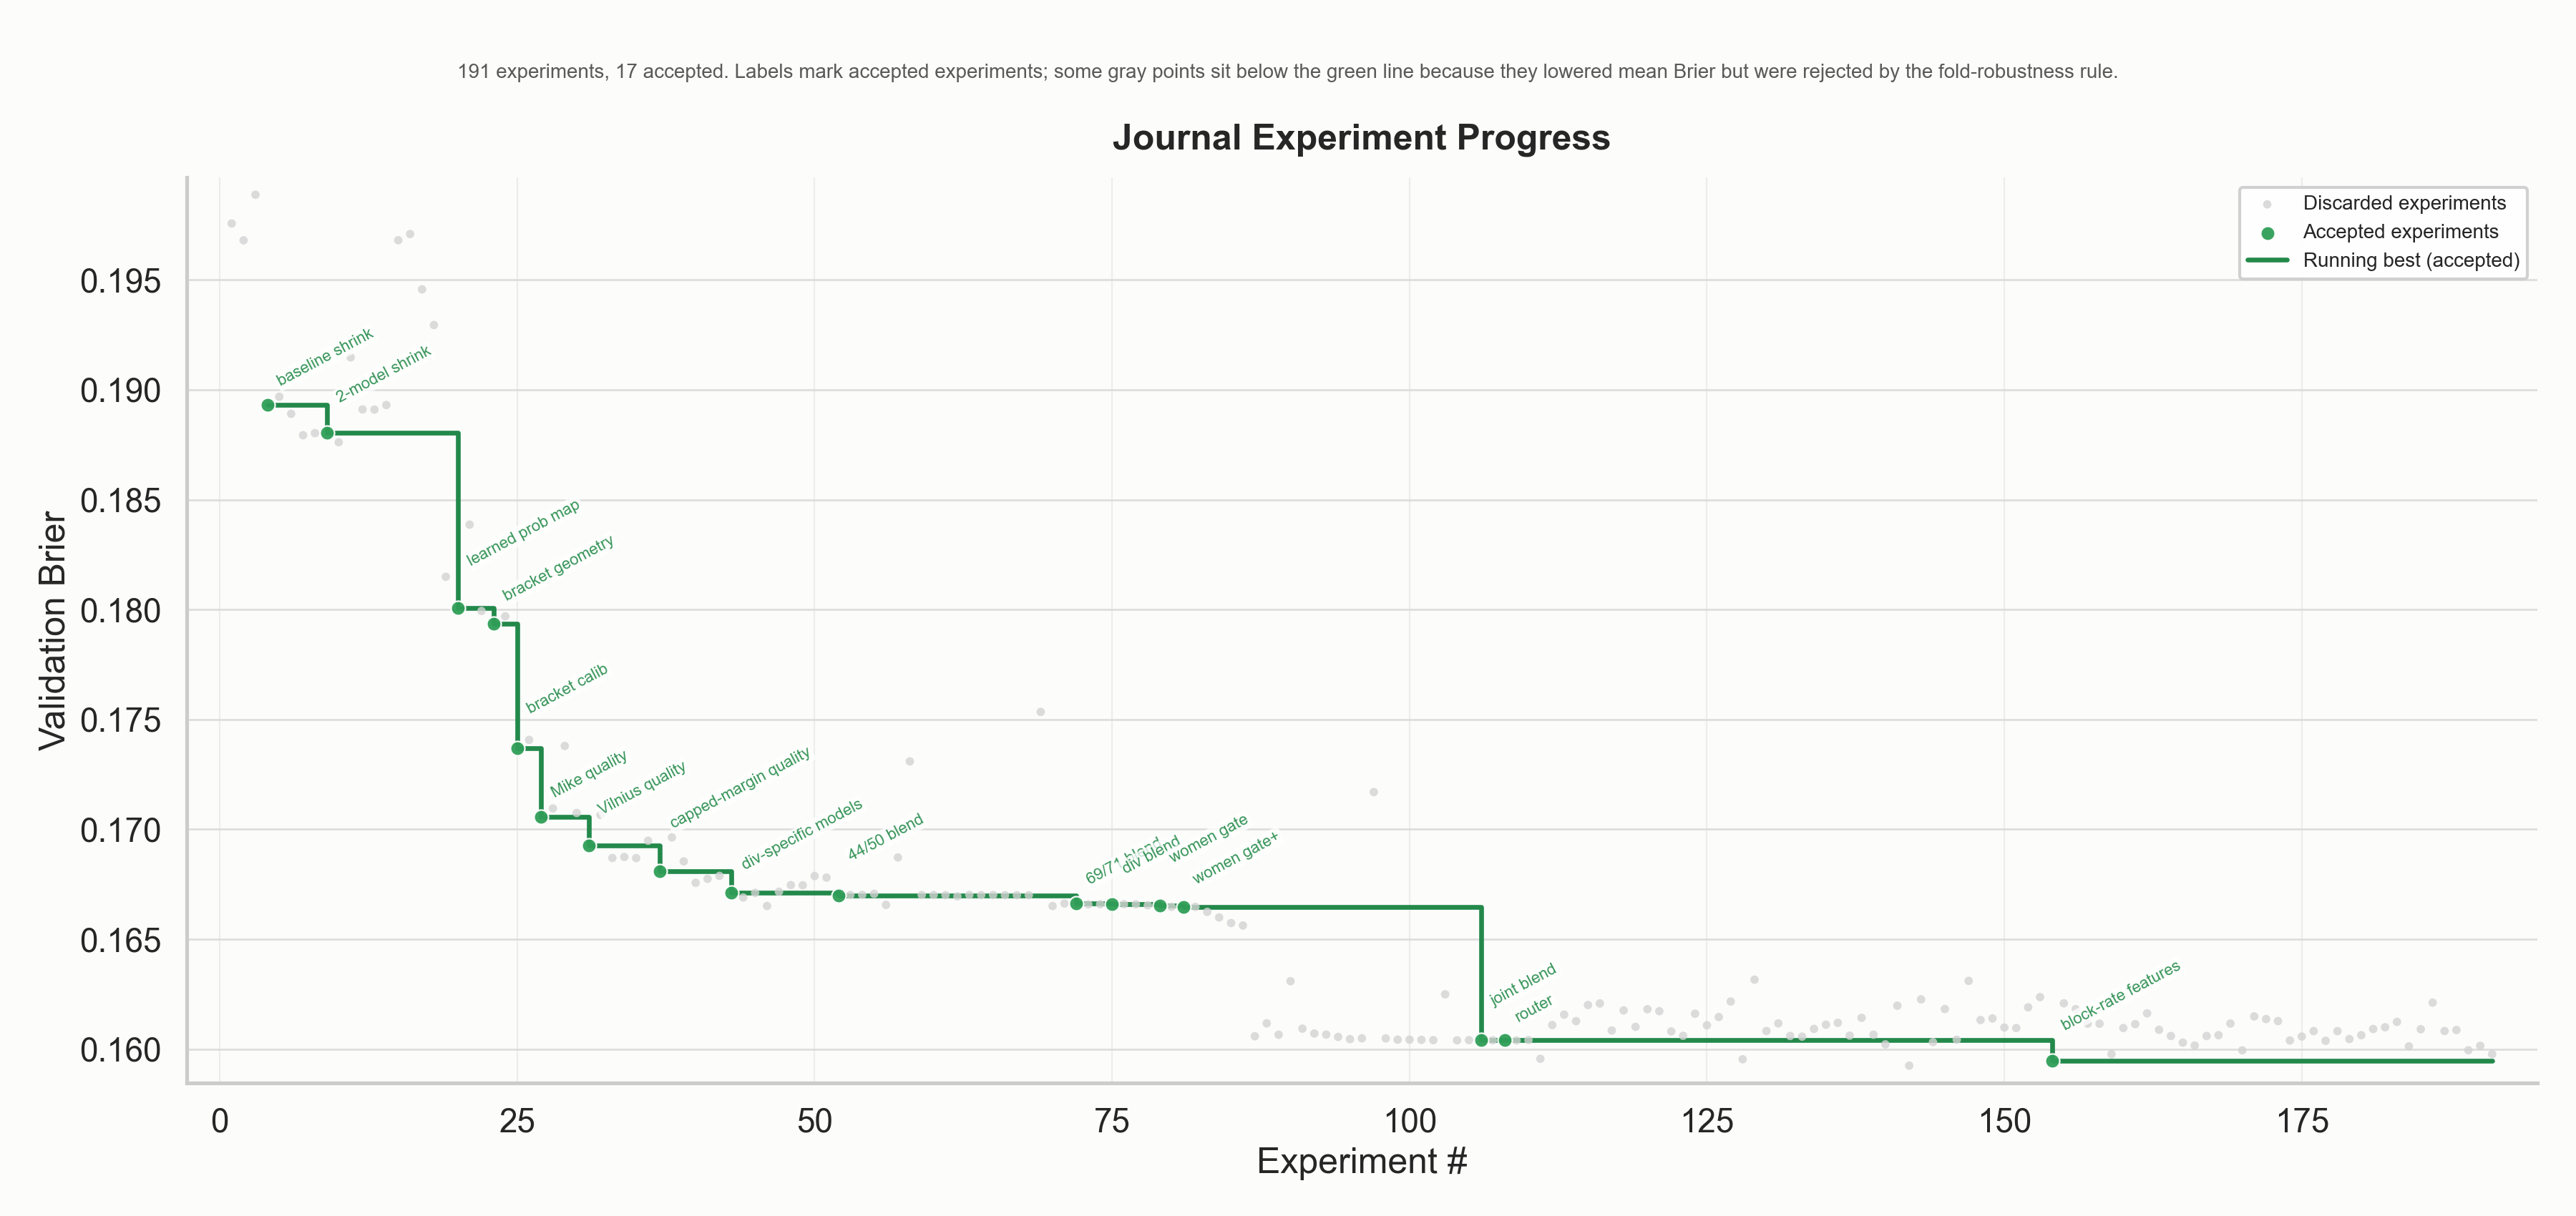 191 experiments, 17 accepted. Labels mark accepted experiments; some gray points sit below the green line because they lowered mean Brier but were rejected by the fold-robustness rule.
Journal Experiment Progress
Discarded experiments
Accepted experiments
Running best (accepted)
Validation Brier
0.195
0.190
0.185
0.180
0.175
0.170
0.165
0.160
baseline shrink
2-model shrink
learned prob map
bracket geometry
bracket calib
Mike quality
Vilnius quality
capped-margin quality
div-specific models
44/50 blend
69/71 blend
div blend
women gate
women gate+
joint blend
router
block-rate features
0 25 50 75 100 125 150 175
Experiment #